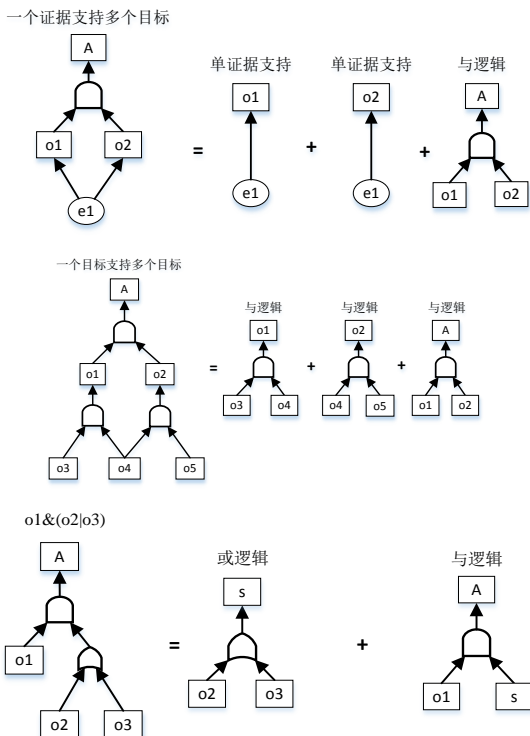 一个证据支持多个目标
A
单证据支持 单证据支持 与逻辑
o1 o2 A
o1 o2 = + +
e1 e1 e1 o1 o2
一个目标支持多个目标
A
与逻辑 与逻辑 与逻辑
o1 o2 A
o1 o2 = + +
o3 o4 o4 o5 o1 o2
o3 o4 o5
o1&(o2|o3)
或逻辑 与逻辑
A s A
o1 = +
o2 o3 o1 s
o2 o3